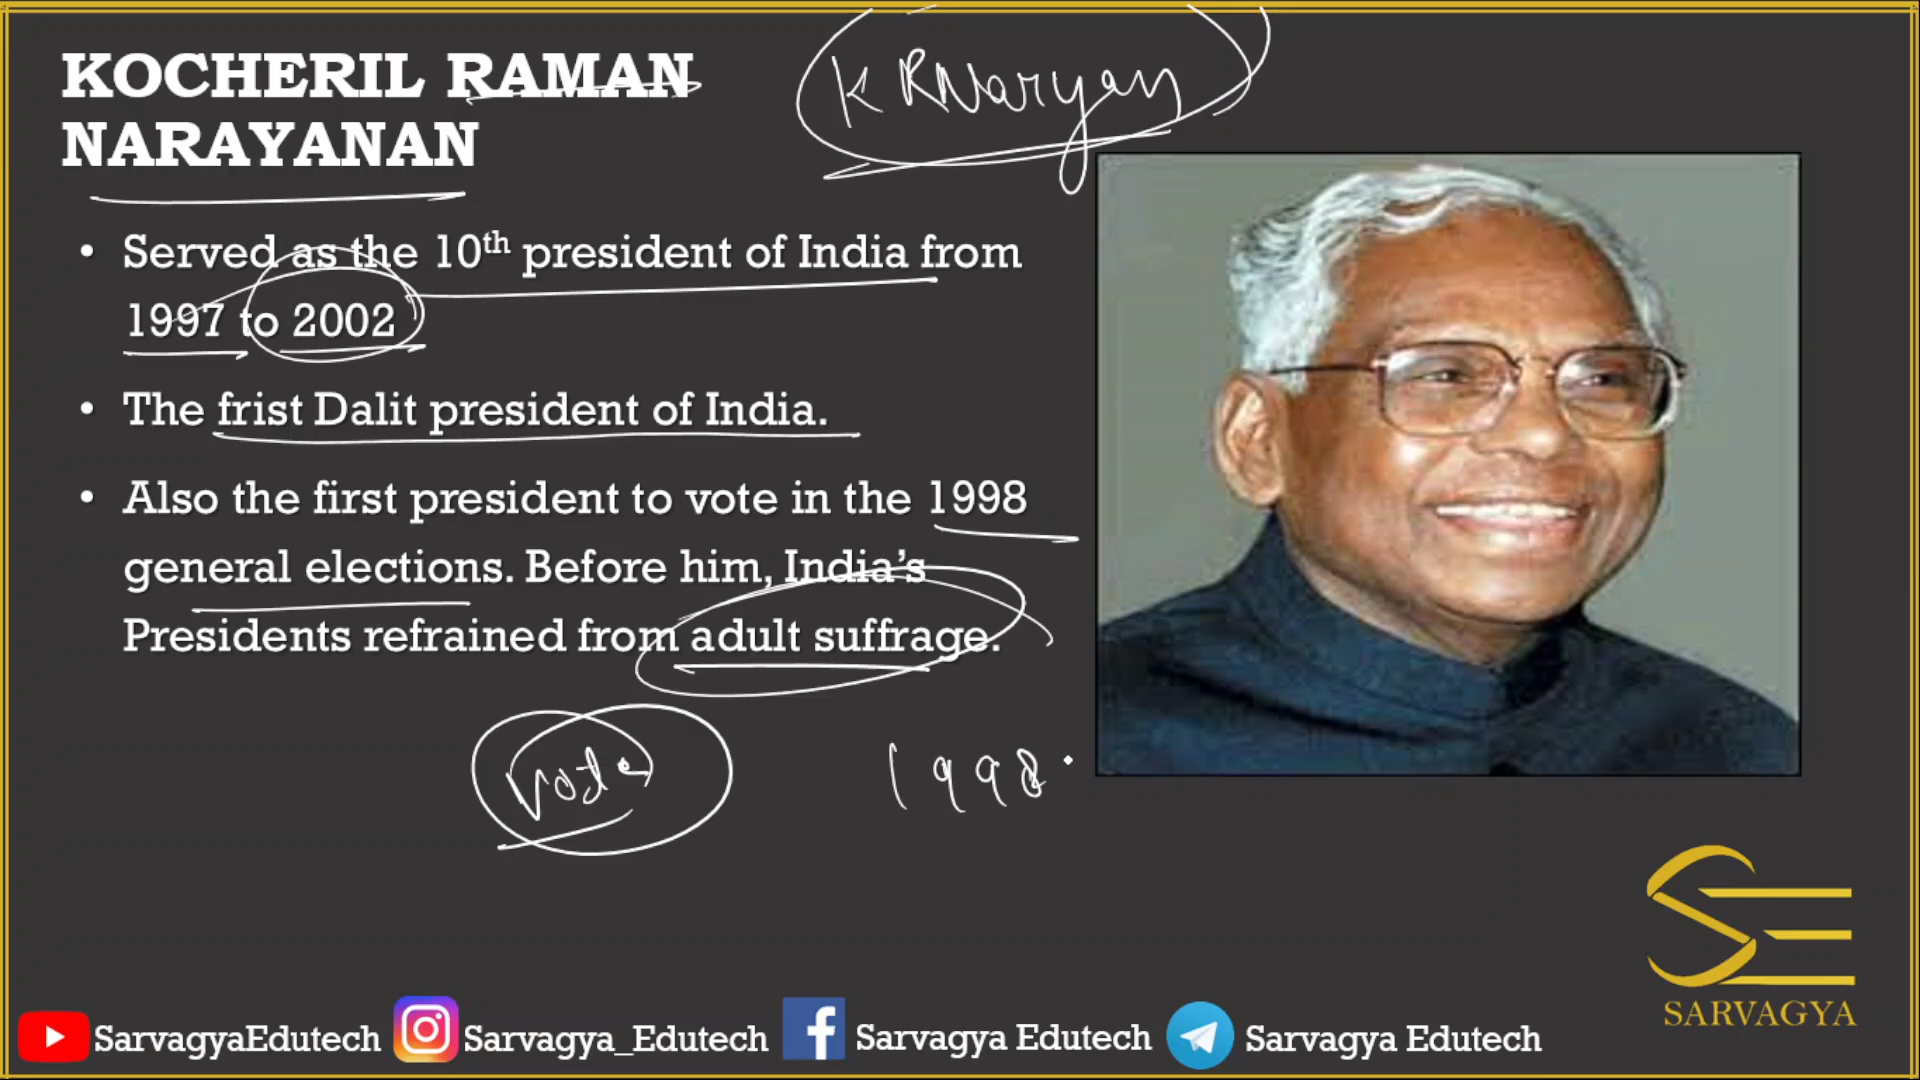 KOCHERIL RAMAN
NARAYANAN
K RNaryan
• Served as the 10th president of India from
1997 to 2002
• The frist Dalit president of India.
• Also the first president to vote in the 1998
general elections. Before him, India's
Presidents refrained from adult suffrage.
Vote
1998
SARVAGYA
SarvagyaEdutech
Sarvagya_Edutech
Sarvagya Edutech
Sarvagya Edutech